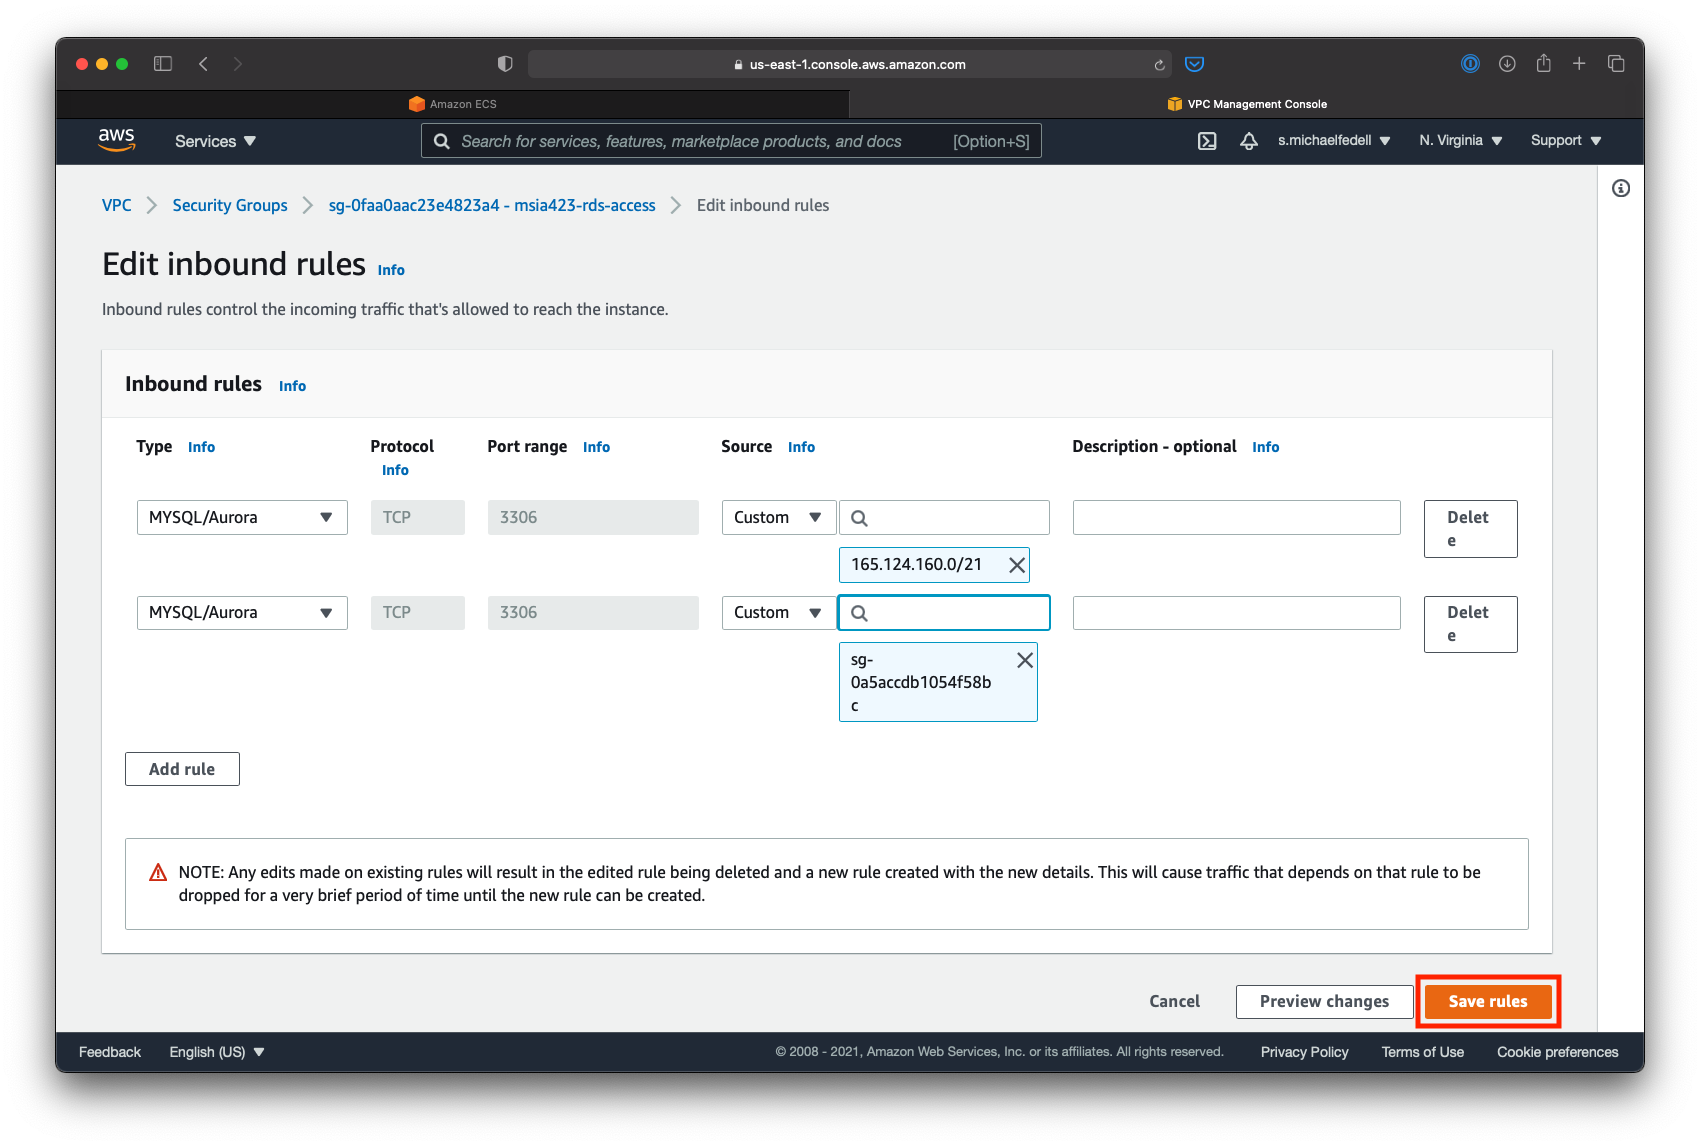 us-east-1.console.aws.amazon.com
Amazon ECS
VPC Management Console
aws
Services
Search for services, features, marketplace products, and docs [Option+S]
s.michaelfedell
N. Virginia
Support
VPC
Security Groups
sg-0faa0aac23e4823a4 - msia423-rds-access
Edit inbound rules
Edit inbound rules Info
Inbound rules control the incoming traffic that's allowed to reach the instance.
Inbound rules Info
Type Info
Protocol
Info
Port range Info
Source Info
Description - optional Info
MYSQL/Aurora
TCP
3306
Custom
Delet
e
165.124.160.0/21
MYSQL/Aurora
TCP
3306
Custom
Delet
e
sg-
0a5accdb1054f58b
c
Add rule
NOTE: Any edits made on existing rules will result in the edited rule being deleted and a new rule created with the new details. This will cause traffic that depends on that rule to be
dropped for a very brief period of time until the new rule can be created.
Cancel
Preview changes
Save rules
Feedback
English (US)
© 2008 - 2021, Amazon Web Services, Inc. or its affiliates. All rights reserved.
Privacy Policy
Terms of Use
Cookie preferences